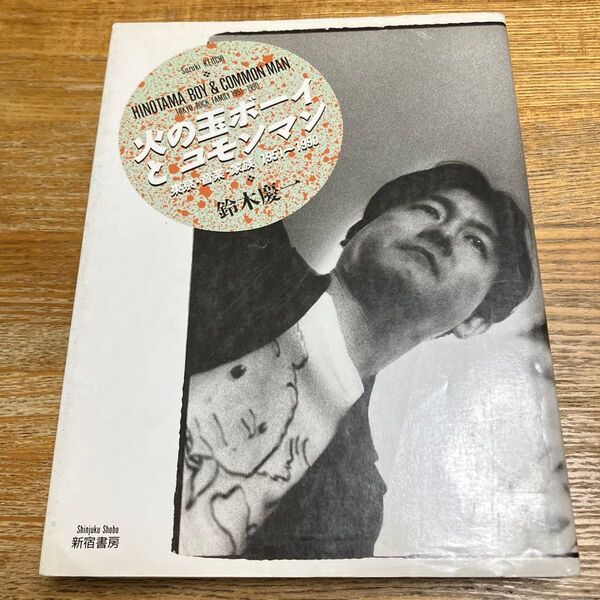 Suzuki KEIICHI
HINOTAMA BOY & COMMON MAN
TOKYO, ROCK, FAMILY 1951~1990
火の玉ボーイ
とコモンマン
東京・音楽・家族 1951〜1990
鈴木慶一
Shinjuku Shobo
新宿書房